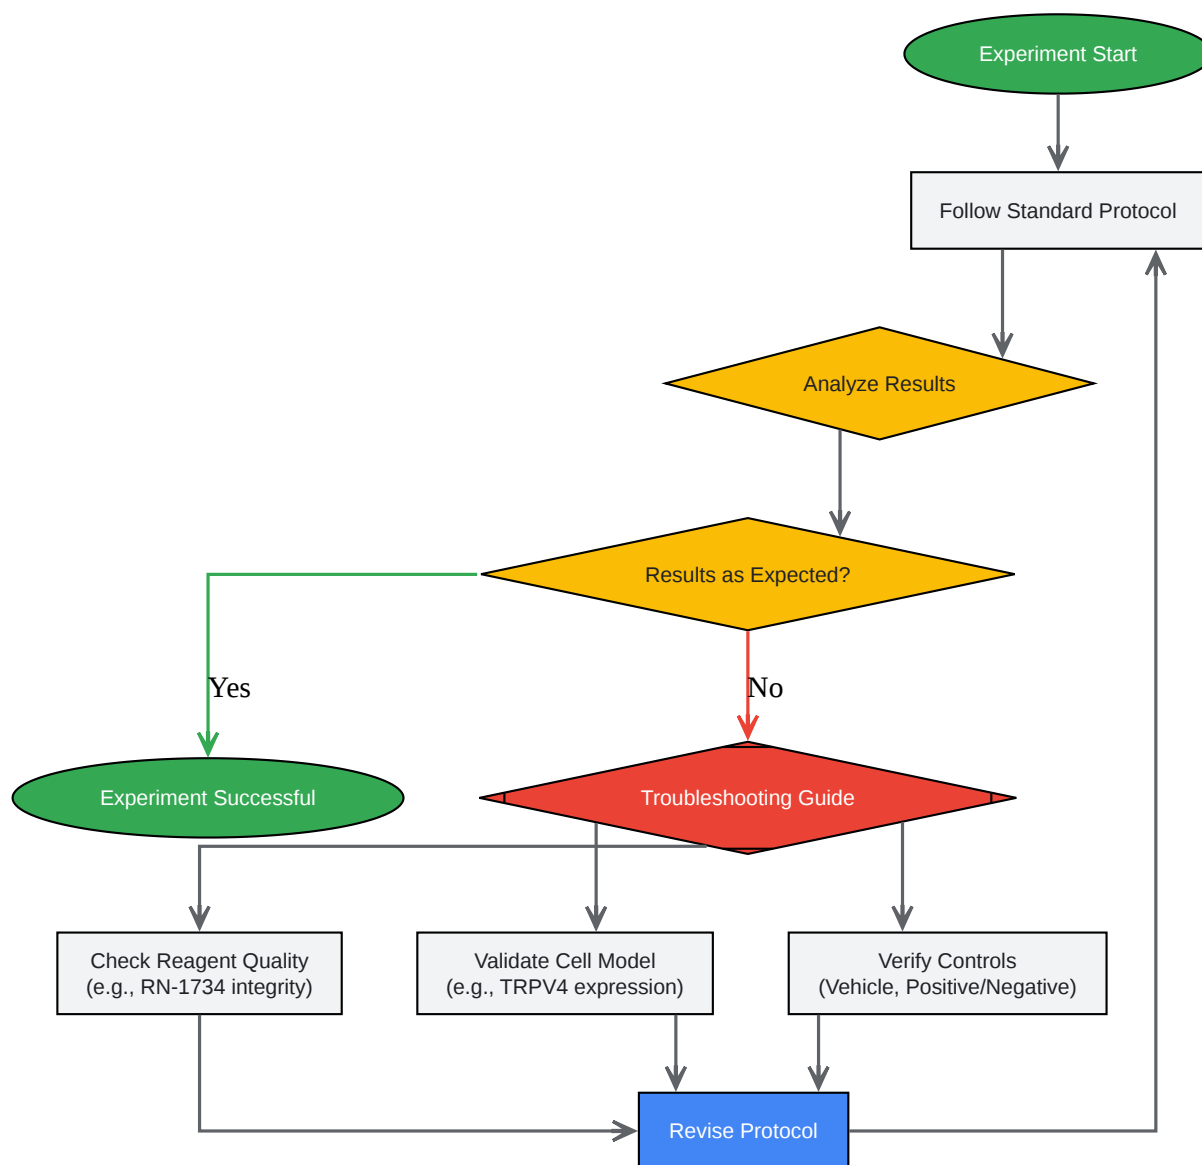 Experiment Start
Follow Standard Protocol
Analyze Results
Results as Expected?
Yes
No
Experiment Successful
Troubleshooting Guide
Check Reagent Quality
(e.g., RN-1734 integrity)
Validate Cell Model
(e.g., TRPV4 expression)
Verify Controls
(Vehicle, Positive/Negative)
Revise Protocol